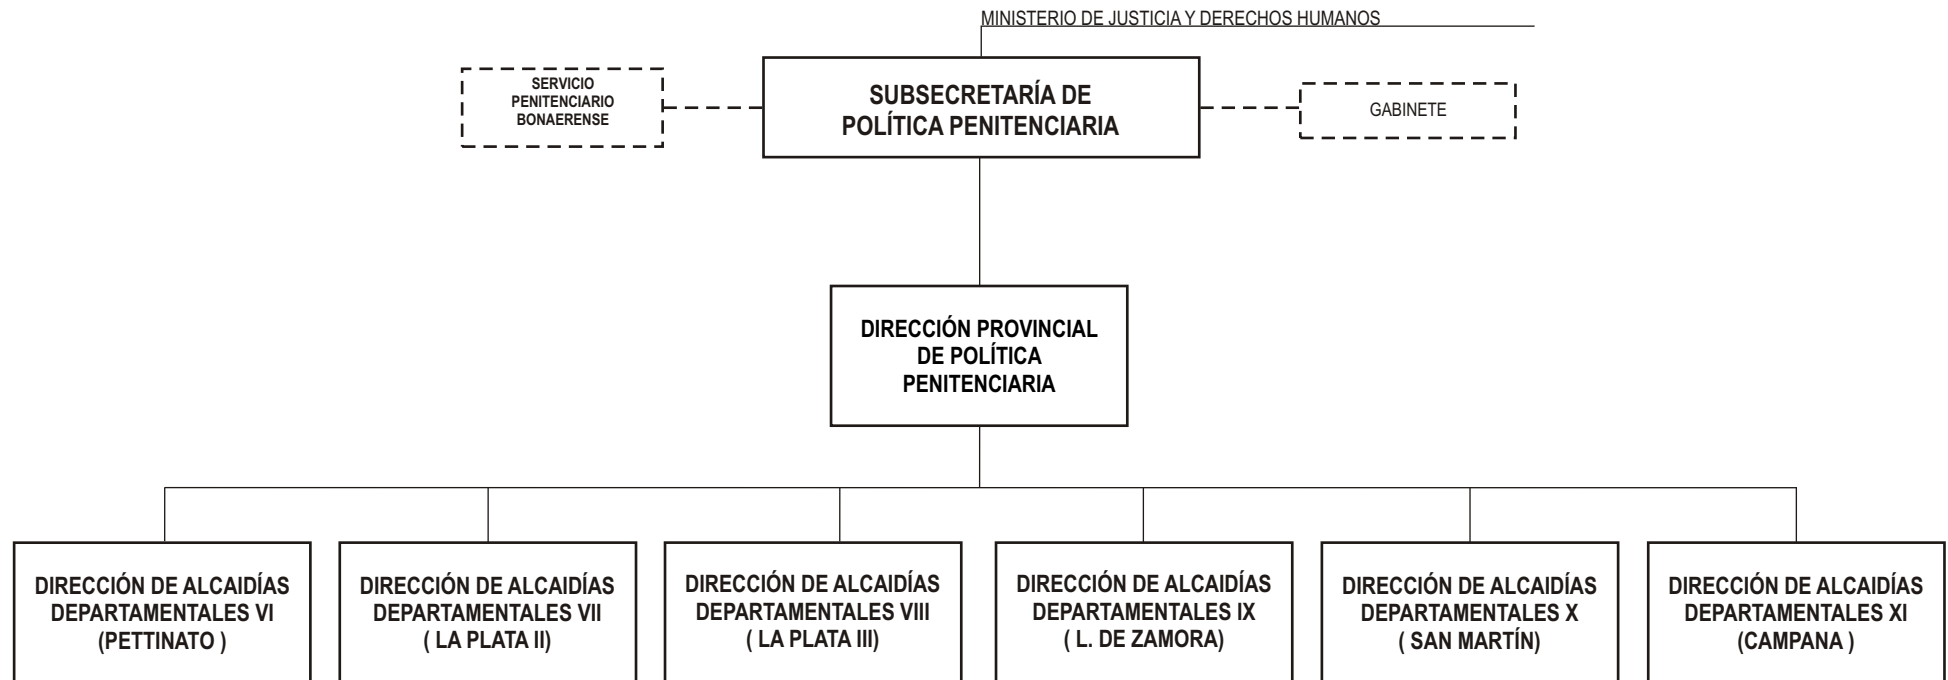 MINISTERIO DE JUSTICIA Y DERECHOS HUMANOS
SERVICIO
PENITENCIARIO
BONAERENSE
SUBSECRETARÍA DE
POLÍTICA PENITENCIARIA
GABINETE
DIRECCIÓN PROVINCIAL
DE POLÍTICA
PENITENCIARIA
DIRECCIÓN DE ALCAIDÍAS
DEPARTAMENTALES VI
(PETTINATO )
DIRECCIÓN DE ALCAIDÍAS
DEPARTAMENTALES VII
( LA PLATA II)
DIRECCIÓN DE ALCAIDÍAS
DEPARTAMENTALES VIII
( LA PLATA III)
DIRECCIÓN DE ALCAIDÍAS
DEPARTAMENTALES IX
( L. DE ZAMORA)
DIRECCIÓN DE ALCAIDÍAS
DEPARTAMENTALES X
( SAN MARTÍN)
DIRECCIÓN DE ALCAIDÍAS
DEPARTAMENTALES XI
(CAMPANA )